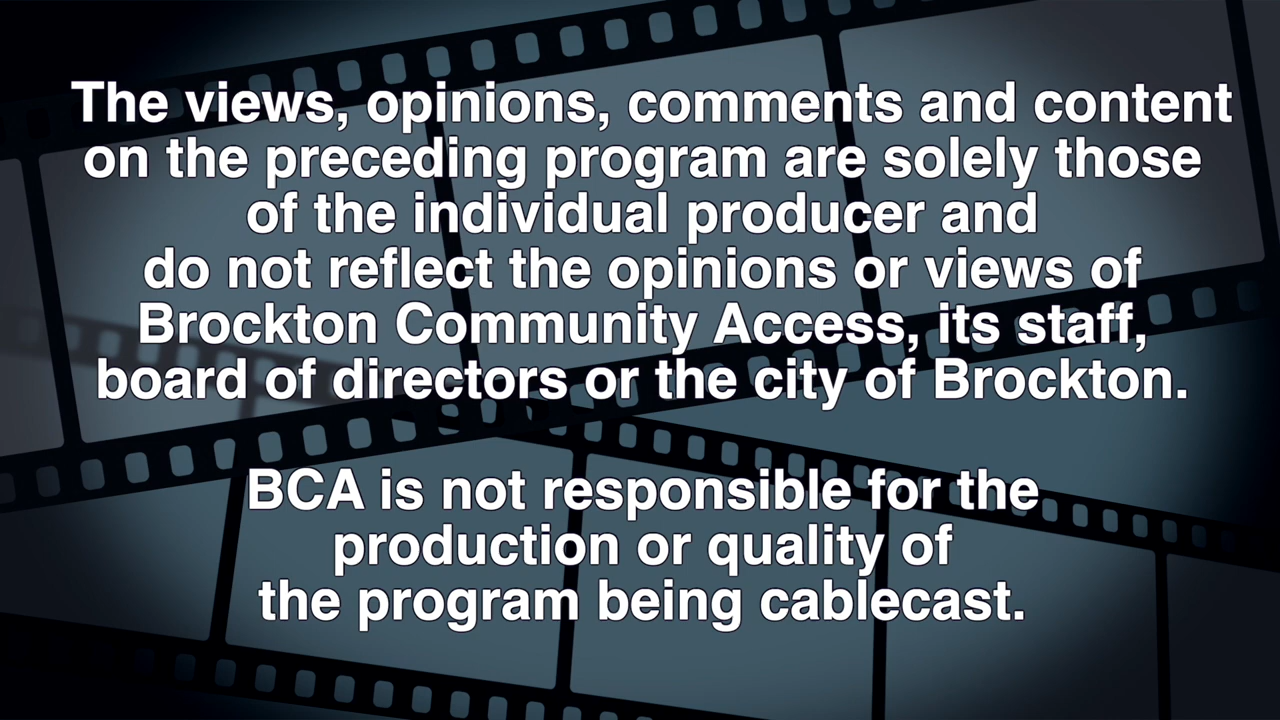 The views, opinions, comments and content
on the preceding program are solely those
of the individual producer and
do not reflect the opinions or views of
Brockton Community Access, its staff,
board of directors or the city of Brockton.
BCA is not responsible for the
production or quality of
the program being cablecast.